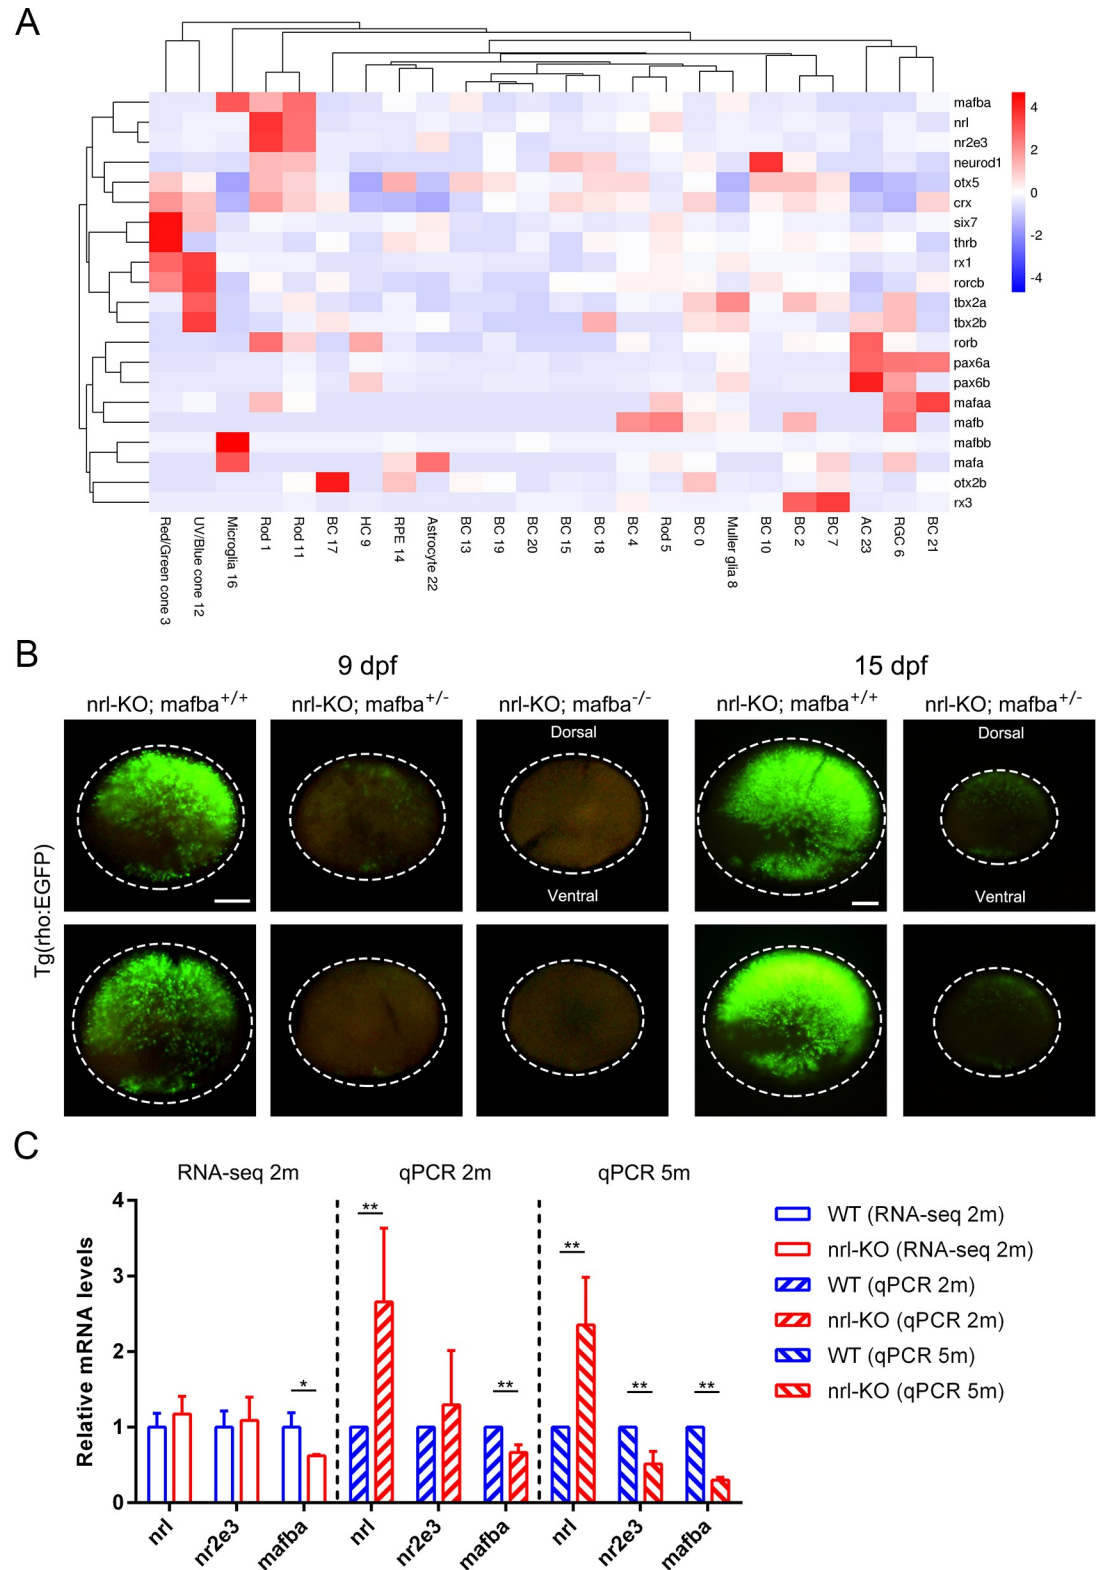 A
mafba
nrl
nr2e3
neurod1
otx5
crx
six7
thrb
rx1
rorcb
tbx2a
tbx2b
rorb
pax6a
pax6b
mafaa
mafb
mafbb
mafa
otx2b
rx3
4
2
0
-2
-4
Red/Green cone 3
UV/Blue cone 12
Microglia 16
Rod 1
Rod 11
BC 17
HC 9
RPE 14
Astrocyte 22
BC 13
BC 19
BC 20
BC 15
BC 18
BC 4
Rod 5
BC 0
Muller glia 8
BC 10
BC 2
BC 7
AC 23
RGC 6
BC 21
B
9 dpf
15 dpf
nrl-KO; mafba+/+
nrl-KO; mafba+/-
nrl-KO; mafba-/-
nrl-KO; mafba+/+
nrl-KO; mafba+/-
Dorsal
Ventral
Dorsal
Ventral
Tg(rho:EGFP)
C
RNA-seq 2m
qPCR 2m
qPCR 5m
Relative mRNA levels
4
3
2
1
0
*
**
**
**
**
**
nrl
nr2e3
mafba
nrl
nr2e3
mafba
nrl
nr2e3
mafba
WT (RNA-seq 2m)
nrl-KO (RNA-seq 2m)
WT (qPCR 2m)
nrl-KO (qPCR 2m)
WT (qPCR 5m)
nrl-KO (qPCR 5m)